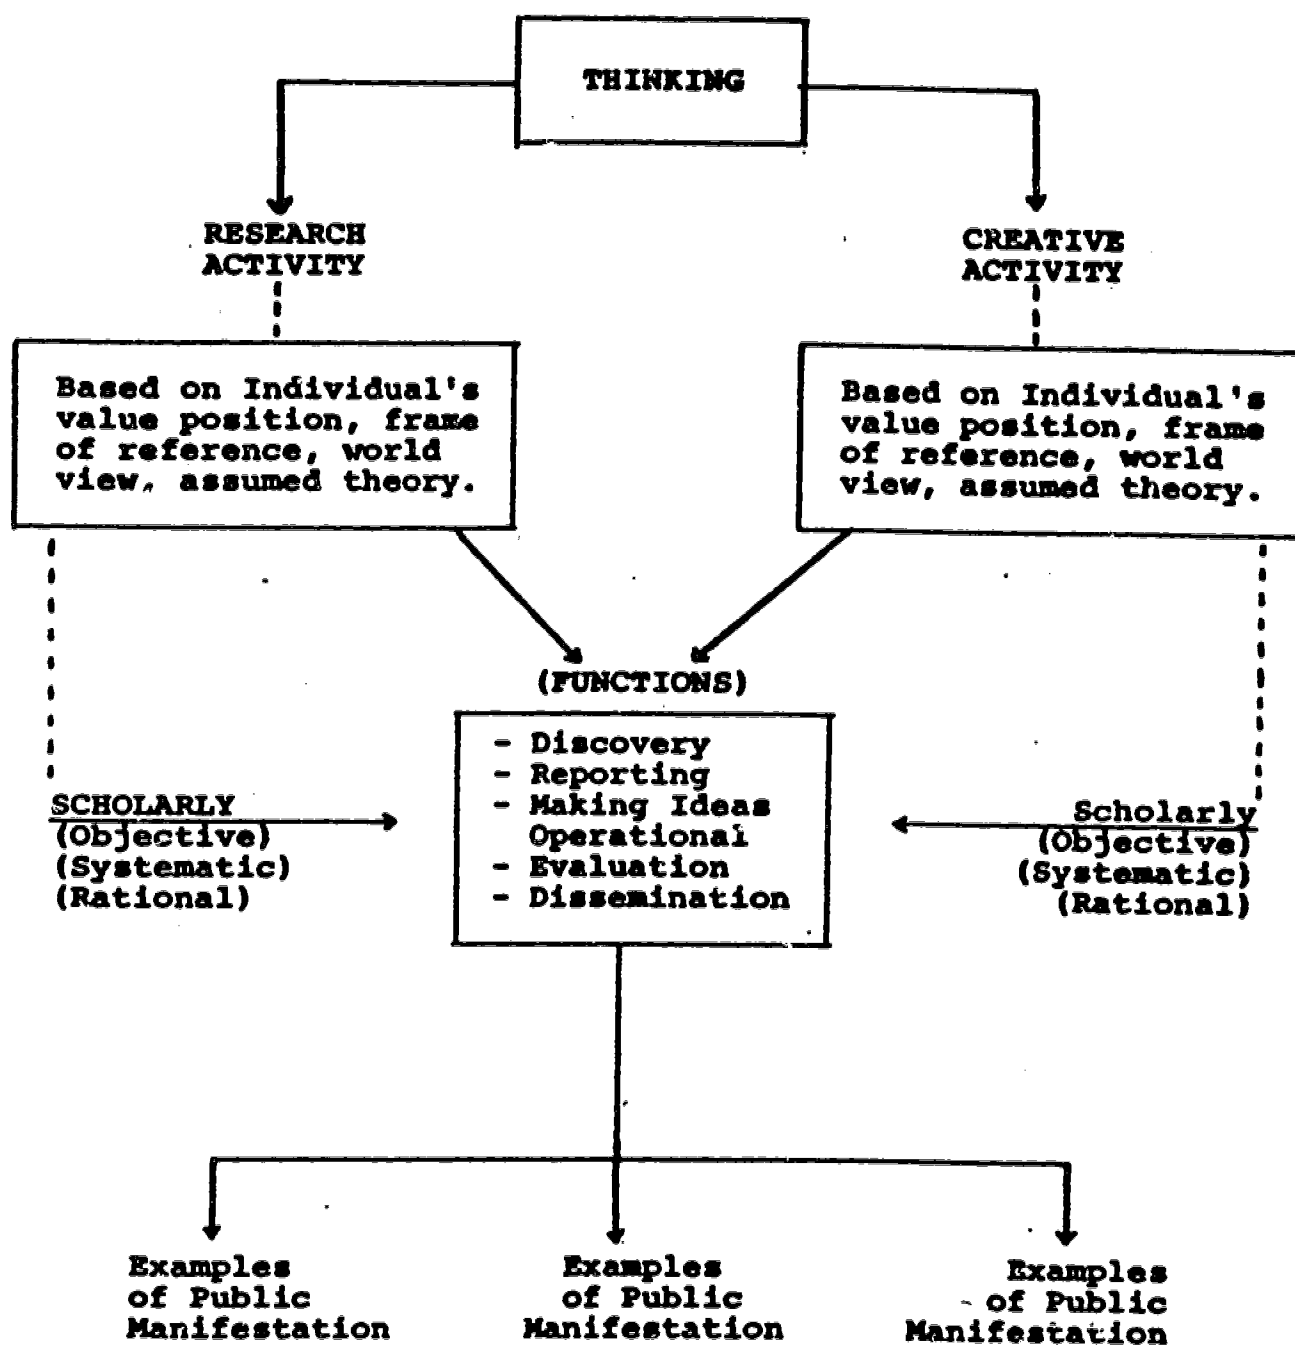 THINKING
RESEARCH
ACTIVITY
CREATIVE
ACTIVITY
Based on Individual's
value position, frame
of reference, world
view, assumed theory.
Based on Individual's
value position, frame
of reference, world
view, assumed theory.
(FUNCTIONS)
- Discovery
- Reporting
- Making Ideas
Operational
- Evaluation
- Dissemination
SCHOLARLY
(Objective)
(Systematic)
(Rational)
Scholarly
(Objective)
(Systematic)
(Rational)
Examples
of Public
Manifestation
Examples
of Public
Manifestation
Examples
of Public
Manifestation